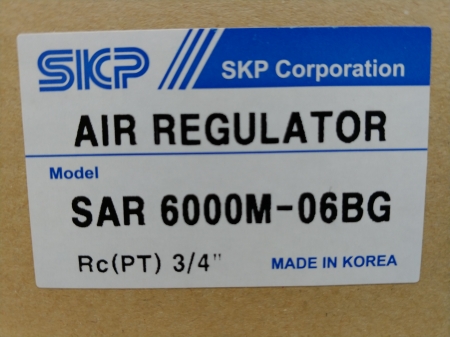 SKP SKP Corporation
AIR REGULATOR
Model
SAR 6000M-06BG
Rc(PT) 3/4" MADE IN KOREA